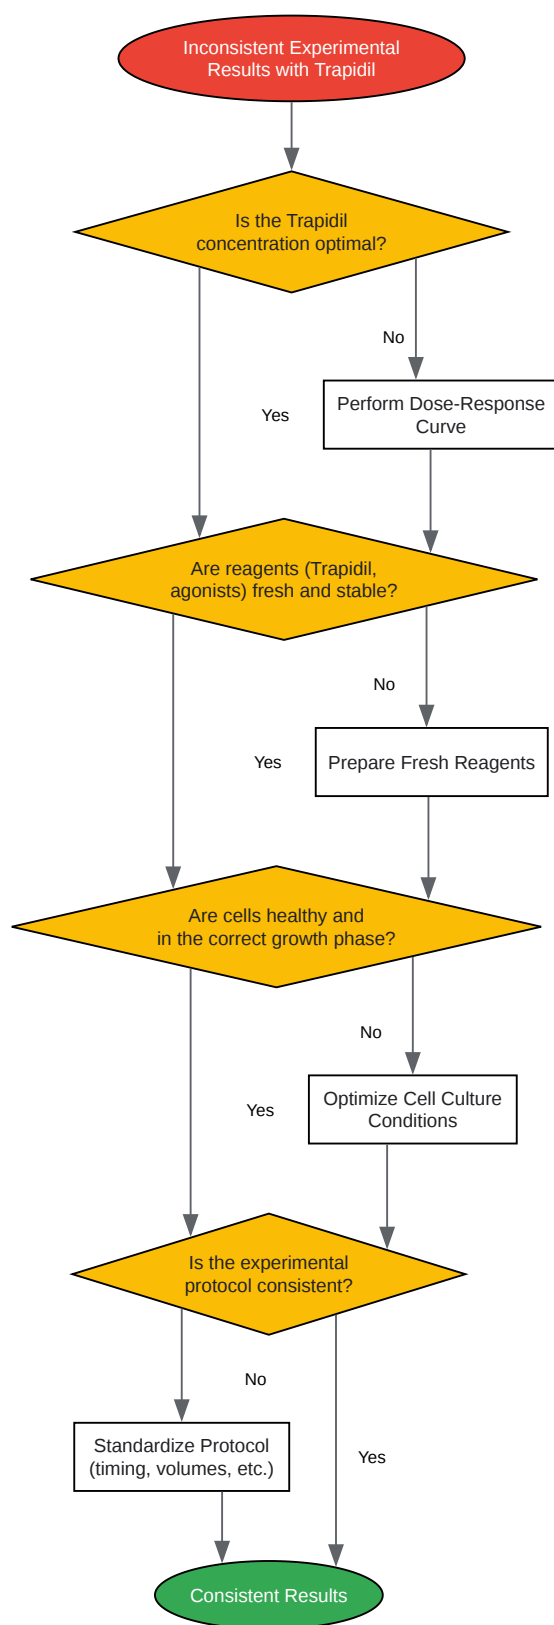 Inconsistent Experimental
Results with Trapidil
Is the Trapidil
concentration optimal?
No
Yes
Perform Dose-Response
Curve
Are reagents (Trapidil,
agonists) fresh and stable?
No
Yes
Prepare Fresh Reagents
Are cells healthy and
in the correct growth phase?
No
Yes
Optimize Cell Culture
Conditions
Is the experimental
protocol consistent?
No
Standardize Protocol
(timing, volumes, etc.)
Yes
Consistent Results